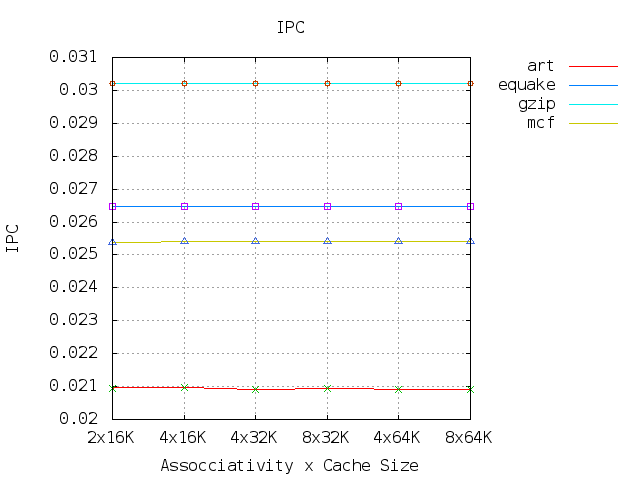 IPC
0.031
0.03
0.029
0.028
0.027
0.026
0.025
0.024
0.023
0.022
0.021
0.02
IPC
2x16K 4x16K 4x32K 8x32K 4x64K 8x64K
Assocciativity x Cache Size
art
equake
gzip
mcf